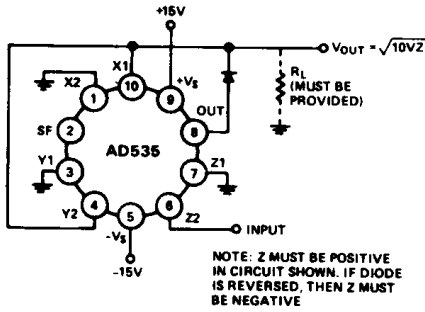 +15V
VOUT = √10VZ
X1
X2
+VS
10
1
9
RL
(MUST BE
PROVIDED)
OUT
SF
2
8
AD535
Y1
3
7
Z1
Y2
4
5
6
Z2
-VS
INPUT
-15V
NOTE: Z MUST BE POSITIVE
IN CIRCUIT SHOWN. IF DIODE
IS REVERSED, THEN Z MUST
BE NEGATIVE